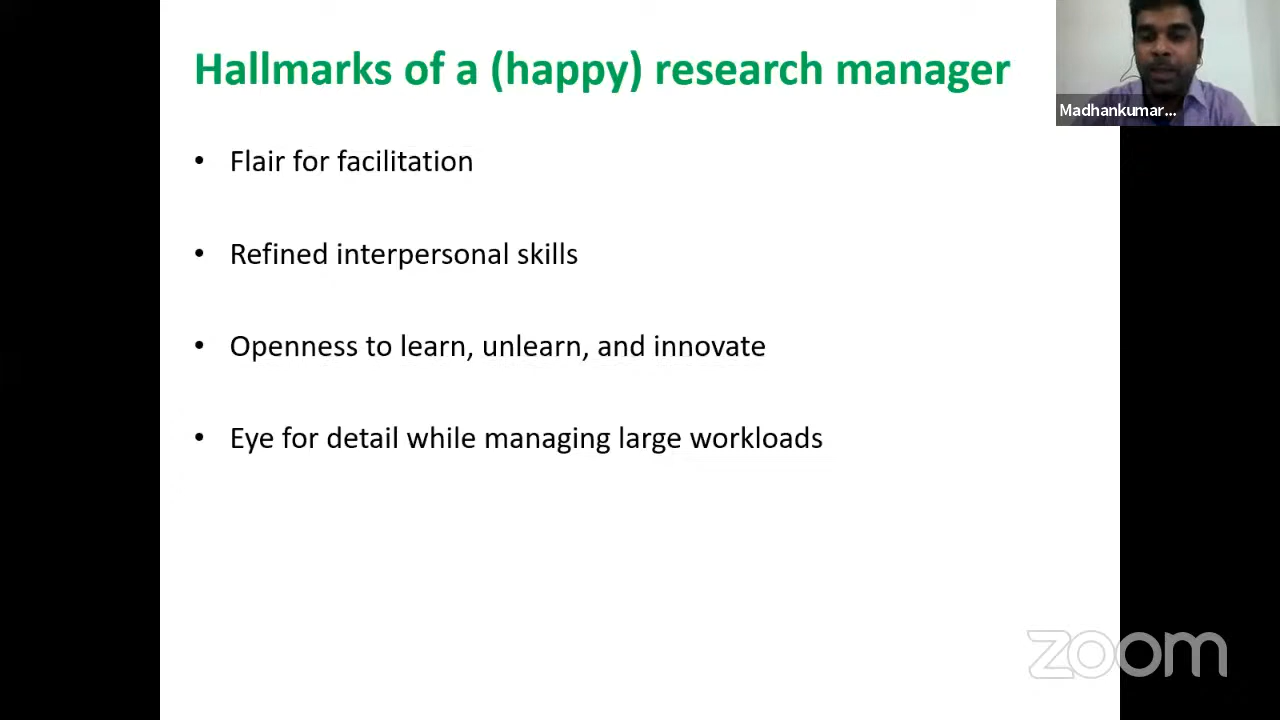 Hallmarks of a (happy) research manager
Madhankumar...
• Flair for facilitation
• Refined interpersonal skills
• Openness to learn, unlearn, and innovate
• Eye for detail while managing large workloads
zoom